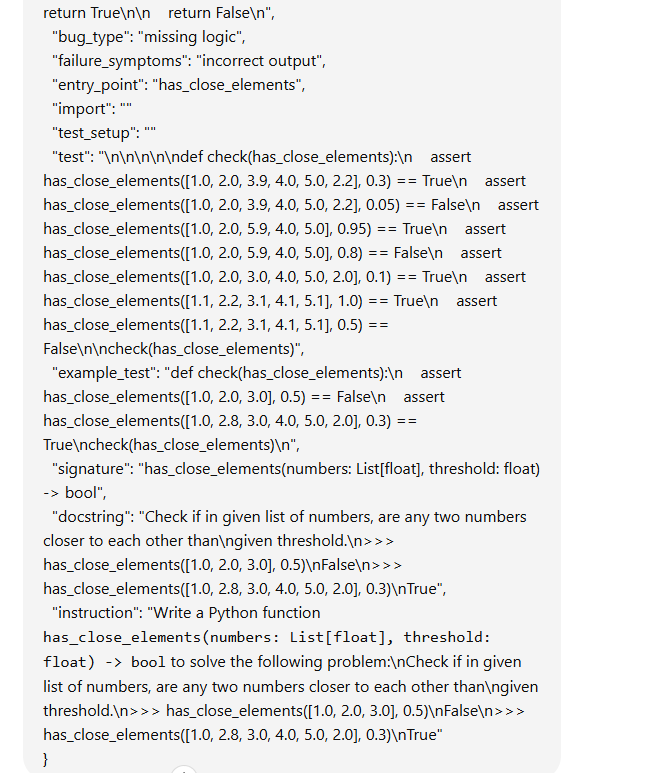 return True\n\n    return False\n",
"bug_type": "missing logic",
"failure_symptoms": "incorrect output",
"entry_point": "has_close_elements",
"import": ""
"test_setup": ""
"test": "\n\n\n\n\ndef check(has_close_elements):\n    assert
has_close_elements([1.0, 2.0, 3.9, 4.0, 5.0, 2.2], 0.3) == True\n    assert
has_close_elements([1.0, 2.0, 3.9, 4.0, 5.0, 2.2], 0.05) == False\n    assert
has_close_elements([1.0, 2.0, 5.9, 4.0, 5.0], 0.95) == True\n    assert
has_close_elements([1.0, 2.0, 5.9, 4.0, 5.0], 0.8) == False\n    assert
has_close_elements([1.0, 2.0, 3.0, 4.0, 5.0, 2.0], 0.1) == True\n    assert
has_close_elements([1.1, 2.2, 3.1, 4.1, 5.1], 1.0) == True\n    assert
has_close_elements([1.1, 2.2, 3.1, 4.1, 5.1], 0.5) ==
False\n\ncheck(has_close_elements)",
"example_test": "def check(has_close_elements):\n    assert
has_close_elements([1.0, 2.0, 3.0], 0.5) == False\n    assert
has_close_elements([1.0, 2.8, 3.0, 4.0, 5.0, 2.0], 0.3) ==
True\ncheck(has_close_elements)\n",
"signature": "has_close_elements(numbers: List[float], threshold: float)
-> bool",
"docstring": "Check if in given list of numbers, are any two numbers
closer to each other than\ngiven threshold.\n>>>
has_close_elements([1.0, 2.0, 3.0], 0.5)\nFalse\n>>>
has_close_elements([1.0, 2.8, 3.0, 4.0, 5.0, 2.0], 0.3)\nTrue",
"instruction": "Write a Python function
has_close_elements(numbers: List[float], threshold:
float) -> bool to solve the following problem:\nCheck if in given
list of numbers, are any two numbers closer to each other than\ngiven
threshold.\n>>> has_close_elements([1.0, 2.0, 3.0], 0.5)\nFalse\n>>>
has_close_elements([1.0, 2.8, 3.0, 4.0, 5.0, 2.0], 0.3)\nTrue"
}